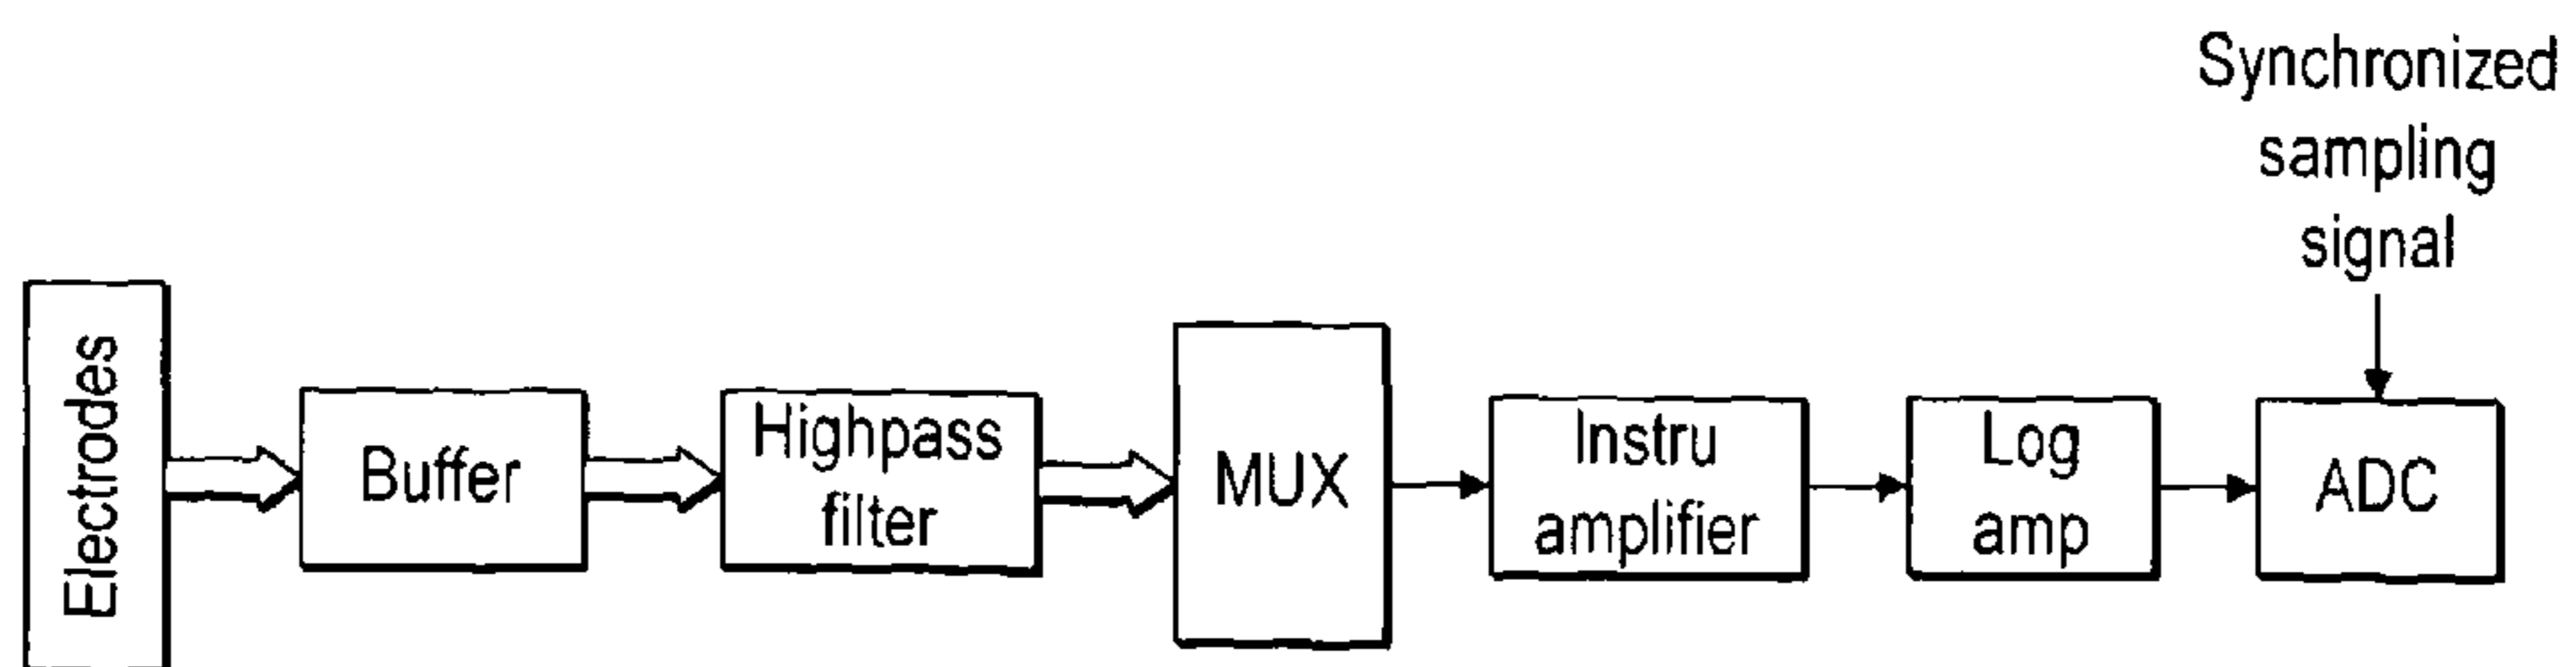 Synchronized
sampling
signal
Electrodes
Buffer
Highpass
filter
MUX
Instru
amplifier
Log
amp
ADC